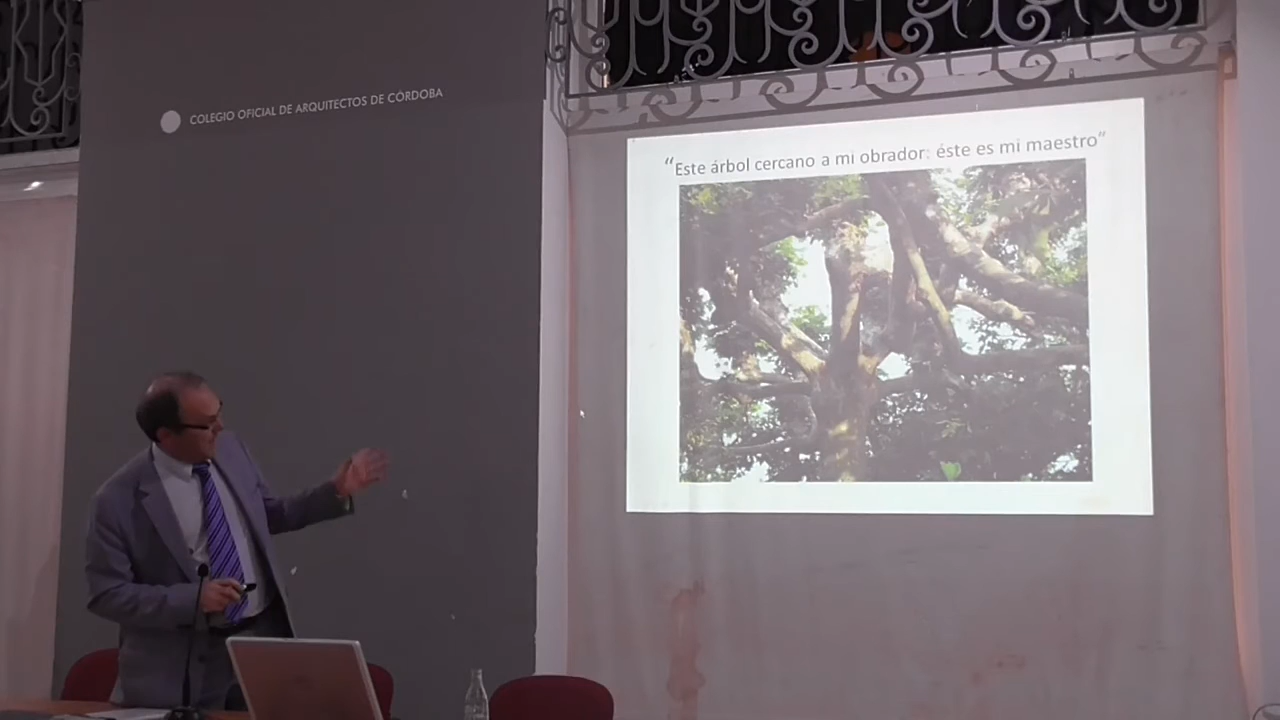 COLEGIO OFICIAL DE ARQUITECTOS DE CÓRDOBA
“Este árbol cercano a mi obrador: éste es mi maestro”